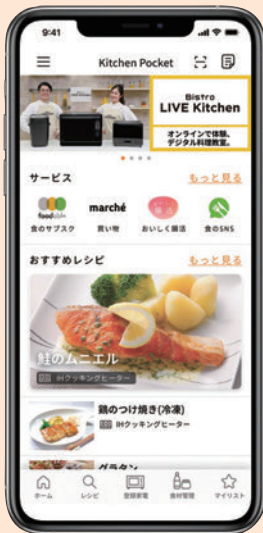 9:41
Kitchen Pocket
Bistro
LIVE Kitchen
オンラインで体験、
デジタル料理教室。
サービス
もっと見る
foodable
marché
腸活
食のサブスク
買い物
おいしく腸活
食のSNS
おすすめレシピ
もっと見る
鮭のムニエル
IHクッキングヒーター
鶏のつけ焼き(冷凍)
IHクッキングヒーター
グラタン
ホーム
レシピ
登録家電
食材管理
マイリスト